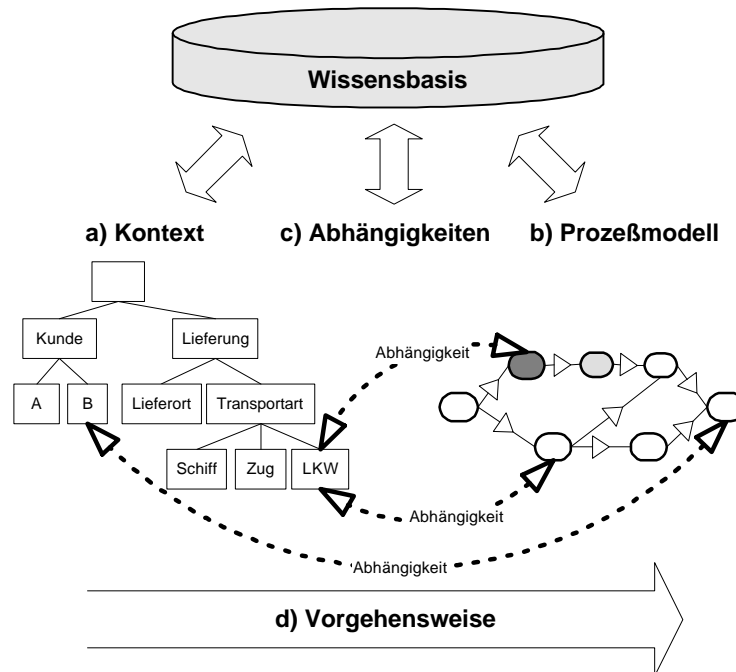 Wissensbasis
a) Kontext
c) Abhängigkeiten
b) Prozeßmodell
Kunde
Lieferung
Abhängigkeit
A
B
Lieferort
Transportart
Schiff
Zug
LKW
Abhängigkeit
Abhängigkeit
d) Vorgehensweise